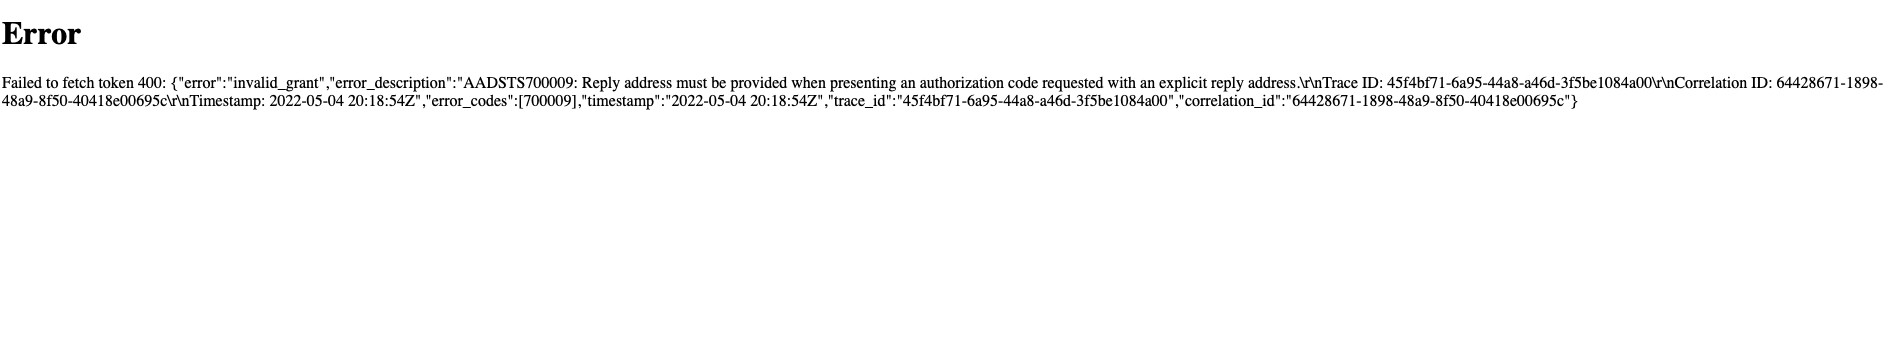 Error
Failed to fetch token 400: {"error":"invalid_grant","error_description":"AADSTS700009: Reply address must be provided when presenting an authorization code requested with an explicit reply address.\r\nTrace ID: 45f4bf71-6a95-44a8-a46d-3f5be1084a00\r\nCorrelation ID: 64428671-1898-
48a9-8f50-40418e00695c\r\nTimestamp: 2022-05-04 20:18:54Z","error_codes":[700009],"timestamp":"2022-05-04 20:18:54Z","trace_id":"45f4bf71-6a95-44a8-a46d-3f5be1084a00","correlation_id":"64428671-1898-48a9-8f50-40418e00695c"}